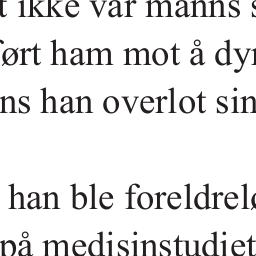 t ikke var manns s
ført ham mot å dyr
ns han overlot sin
han ble foreldrelø
på medisinstudiet